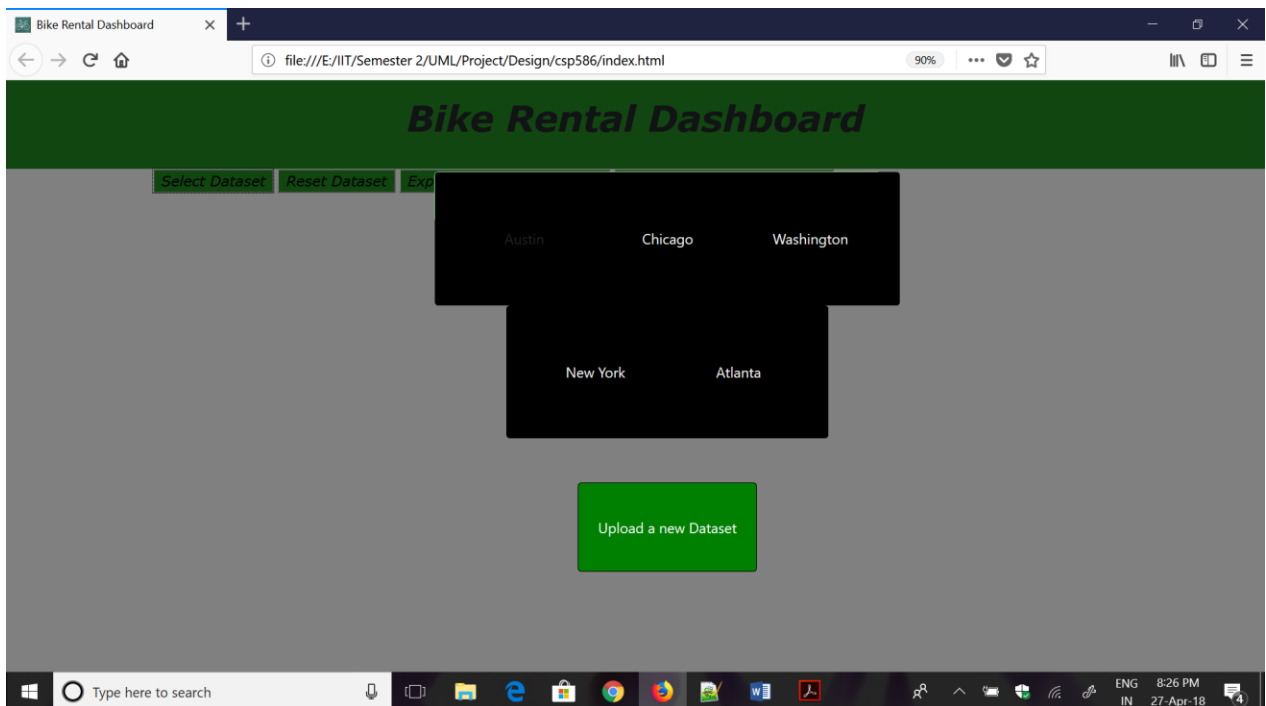 Bike Rental Dashboard
file:///E:/IIT/Semester 2/UML/Project/Design/csp586/index.html 90%
Bike Rental Dashboard
Select Dataset Reset Dataset Exp
Austin Chicago Washington
New York Atlanta
Upload a new Dataset
Type here to search
ENG 8:26 PM
IN 27-Apr-18
4